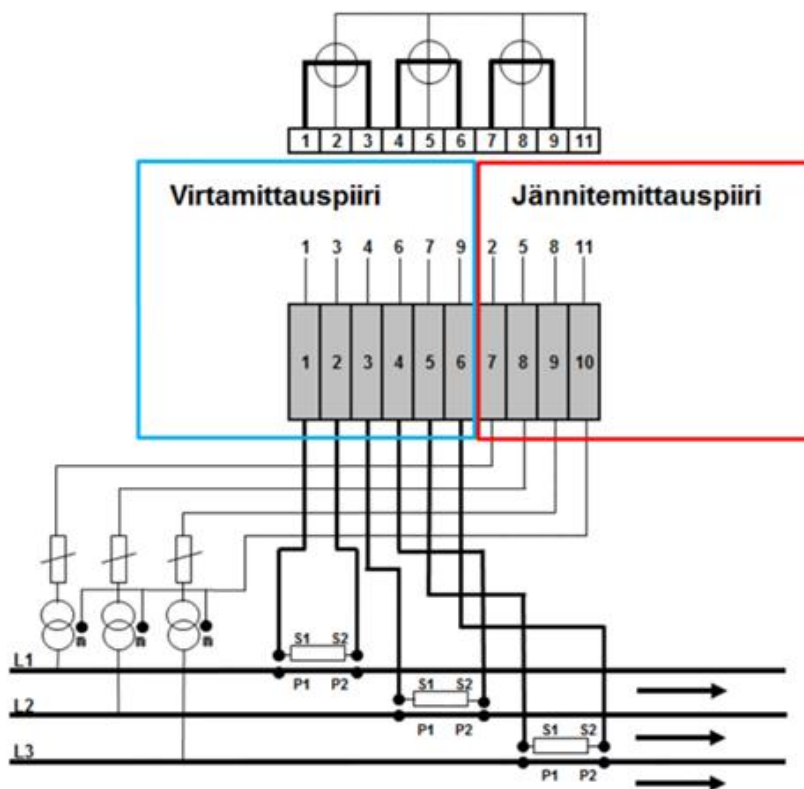 1 2 3 4 5 6 7 8 9 11
Virtamittauspiiri Jännitemittauspiiri
1 3 4 6 7 9 2 5 8 11
1 2 3 4 5 6 7 8 9 10
n n n
S1 S2
L1
P1 P2 S1 S2
L2
P1 P2 S1 S2
L3
P1 P2